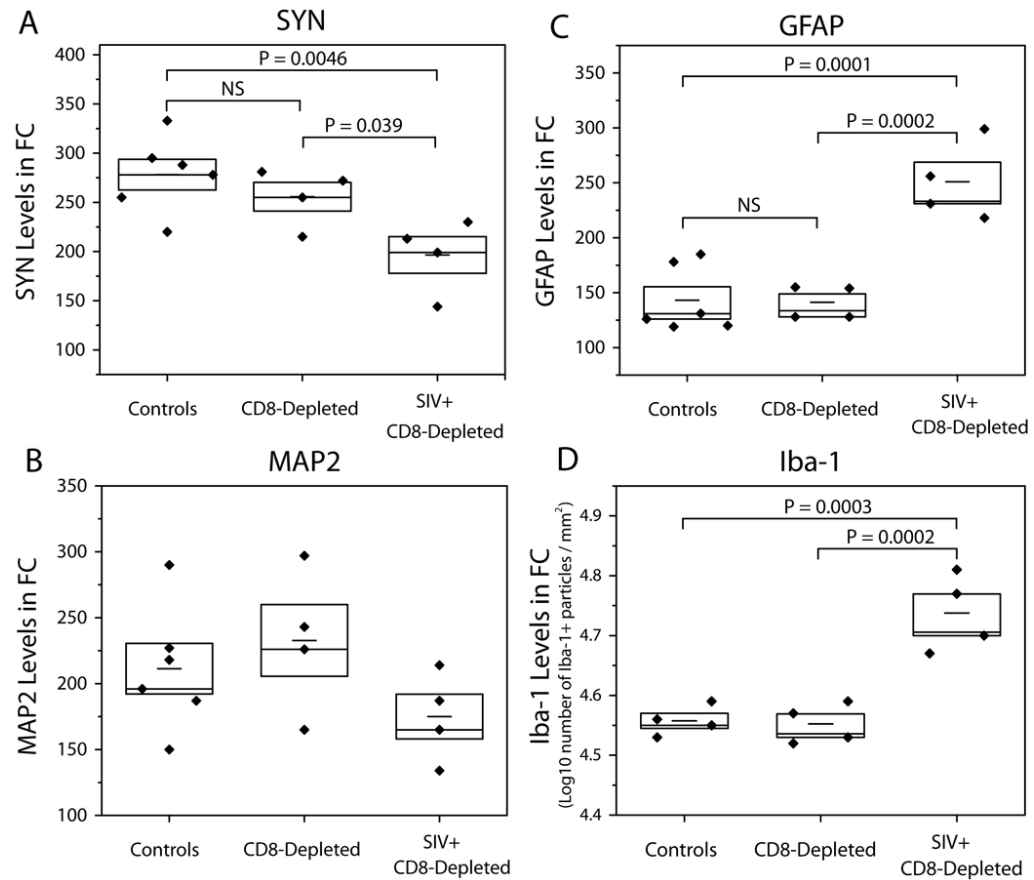 A
SYN
SYN Levels in FC
400
350
300
250
200
150
100
P = 0.0046
NS
P = 0.039
Controls
CD8-Depleted
SIV+
CD8-Depleted
C
GFAP
GFAP Levels in FC
350
300
250
200
150
100
P = 0.0001
P = 0.0002
NS
Controls
CD8-Depleted
SIV+
CD8-Depleted
B
MAP2
MAP2 Levels in FC
350
300
250
200
150
100
Controls
CD8-Depleted
SIV+
CD8-Depleted
D
Iba-1
Iba-1 Levels in FC
(Log10 number of Iba-1+ particles / mm²)
4.9
4.8
4.7
4.6
4.5
4.4
P = 0.0003
P = 0.0002
Controls
CD8-Depleted
SIV+
CD8-Depleted